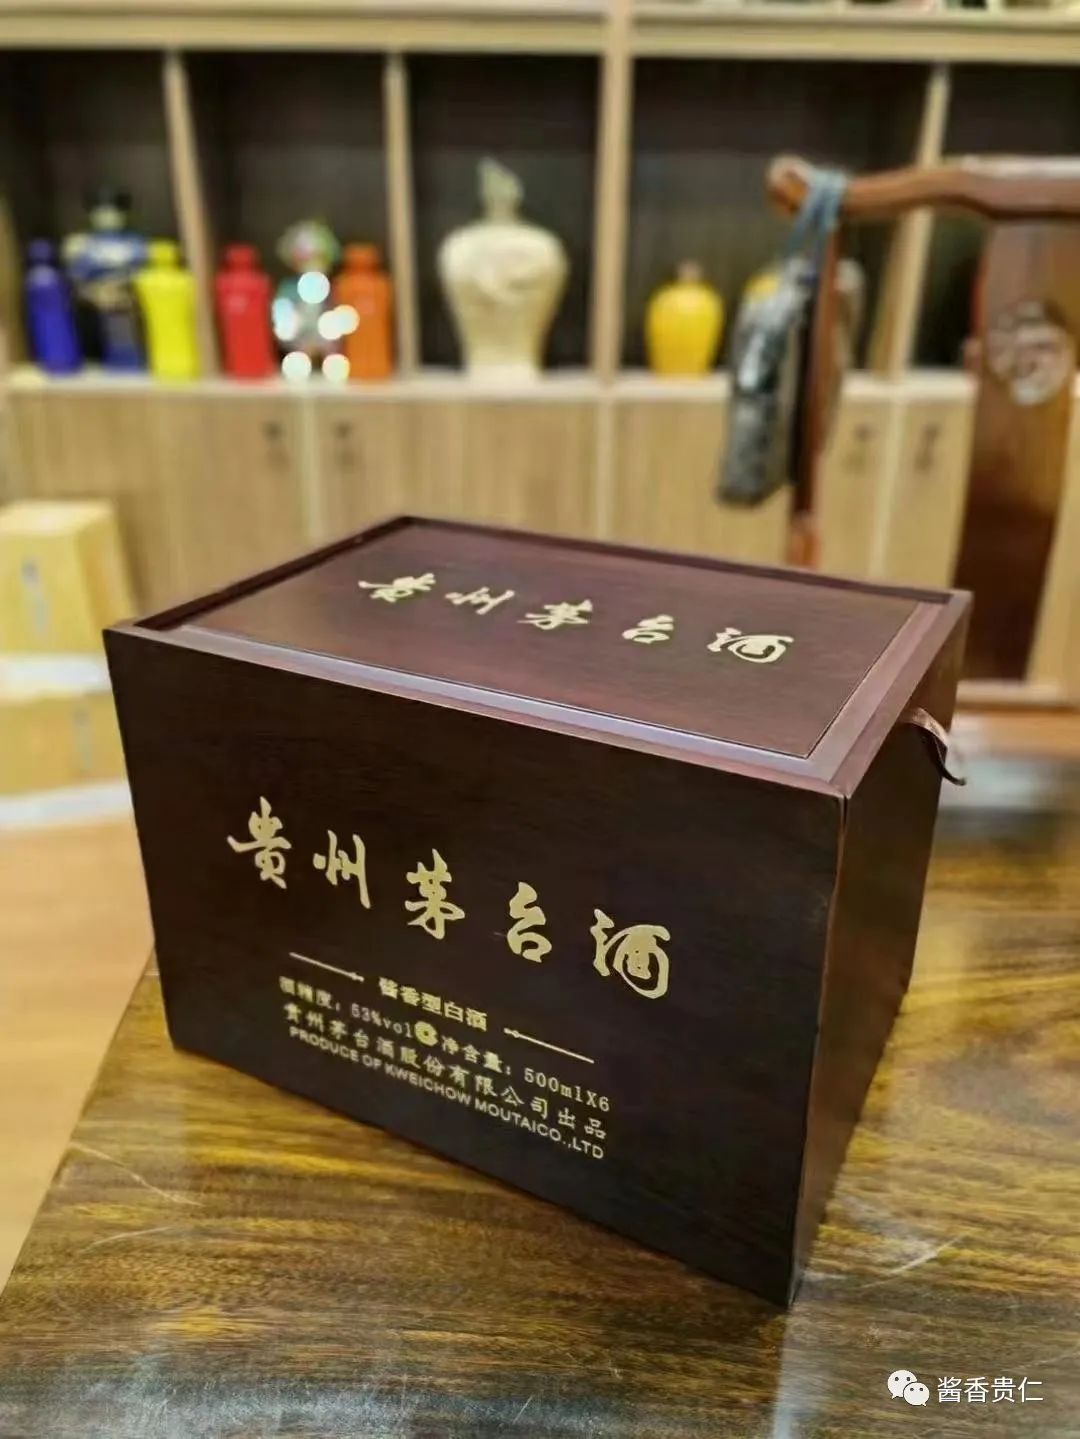 贵州茅台酒
贵州茅台酒
酱香型白酒
酒精度：53%vol 净含量：500mlX6
贵州茅台酒股份有限公司出品
PRODUCE OF KWEICHOW MOUTAICO.,LTD
酱香贵仁